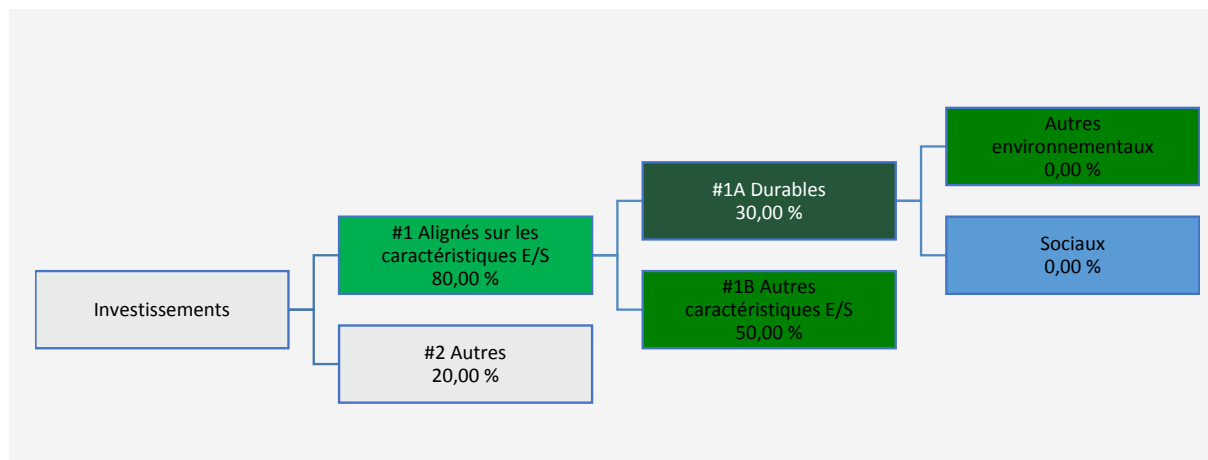 Investissements
#1 Alignés sur les
caractéristiques E/S
80,00 %
#2 Autres
20,00 %
#1A Durables
30,00 %
#1B Autres
caractéristiques E/S
50,00 %
Autres
environnementaux
0,00 %
Sociaux
0,00 %